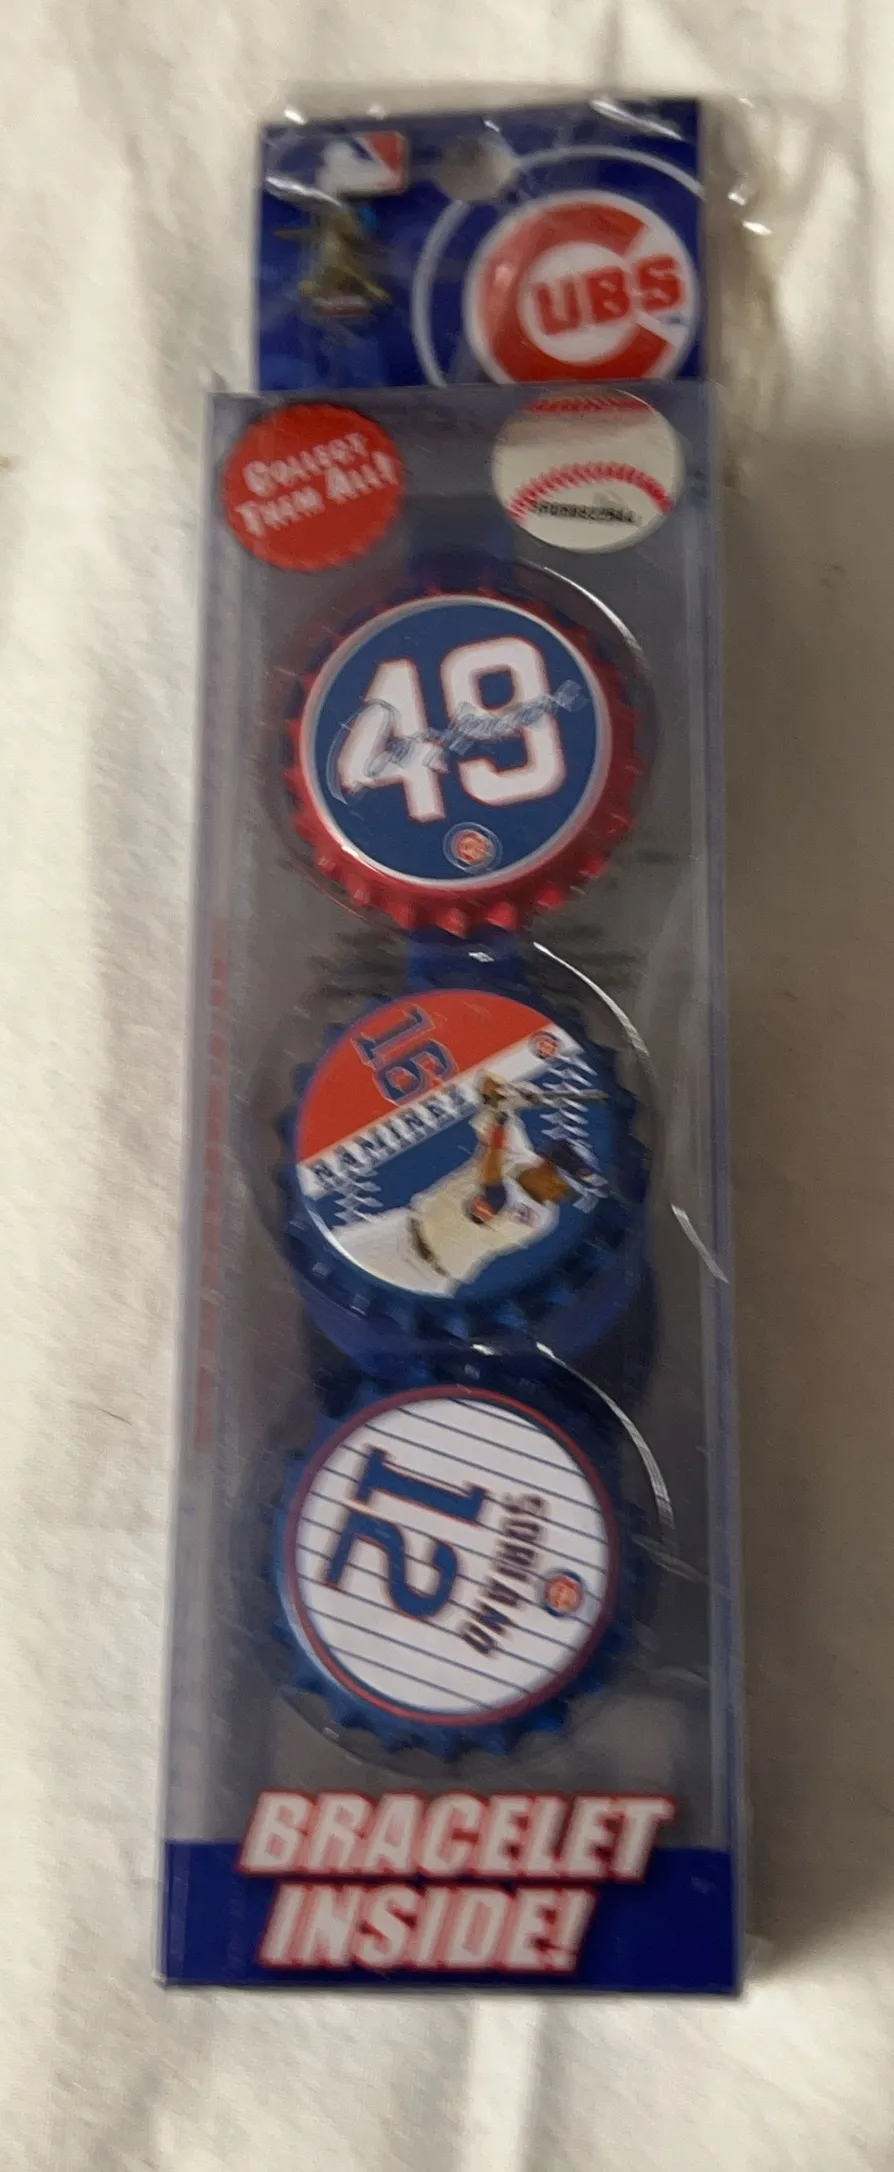 CUBS
COLLECT
THEM ALL!
49
16
RAMIREZ
12
SORIANO
BRACELET
INSIDE!